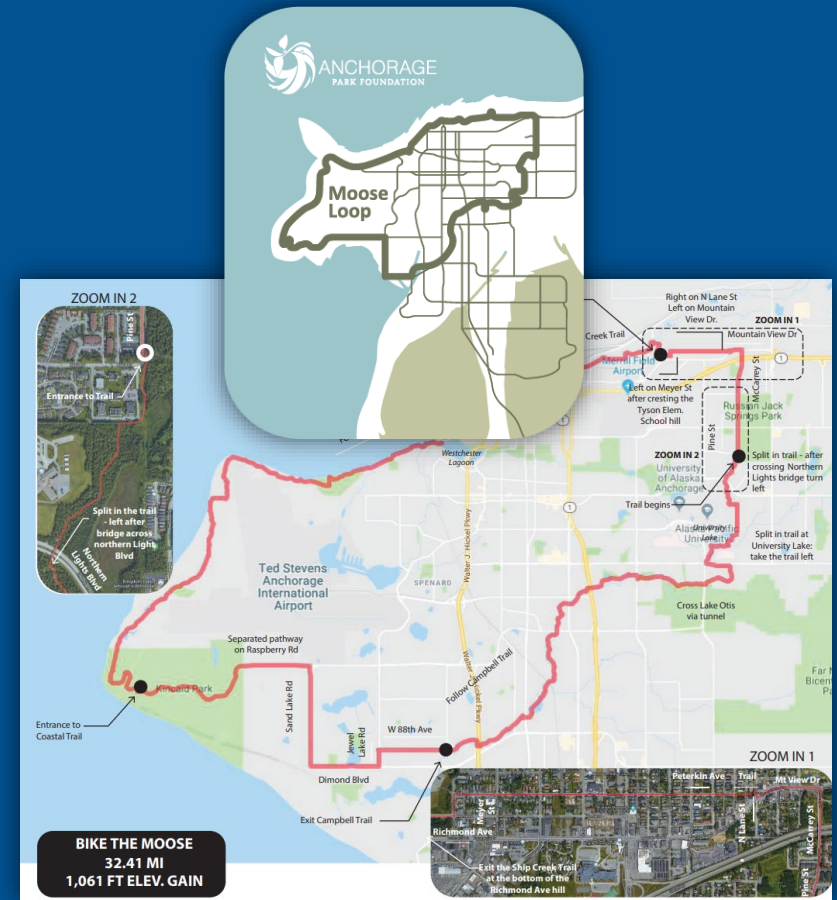 ANCHORAGE
PARK FOUNDATION
Moose
Loop
ZOOM IN 2
Pine St
Entrance to Trail
Split in the trail
- left after
bridge across
northern Light
Blvd
Northern
Lights Blvd
Right on N Lane St
Left on Mountain
View Dr.
ZOOM IN 1
Creek Trail
Mountain View Dr
Merrill Field
Airport
1
McCarrey St
Left on Meyer St
after cresting the
Tyson Elem.
School hill
Russian Jack
Springs Park
Pine St
1
Westchester
Lagoon
ZOOM IN 2
Split in trail - after
crossing Northern
Lights bridge turn
left
University
of Alaska
Anchorage
Trail begins
1
Alaska Pacific
University
University
Lake
Split in trail at
University Lake:
take the trail left
Walter J. Hickel Pkwy
Ted Stevens
Anchorage
International
Airport
SPENARD
Cross Lake Otis
via tunnel
Separated pathway
on Raspberry Rd
Walter J. Hickel Pkwy
Follow Campbell Trail
Kincaid Park
Sand Lake Rd
Entrance to
Coastal Trail
Jewel
Lake Rd
W 88th Ave
Far
Bicen
Pa
Dimond Blvd
Exit Campbell Trail
ZOOM IN 1
Peterkin Ave
Trail
Mt View Dr
Meyer
St
N Lane St
McCarrey St
Richmond Ave
Exit the Ship Creek Trail
at the bottom of the
Richmond Ave hill
Pine St
BIKE THE MOOSE
32.41 MI
1,061 FT ELEV. GAIN